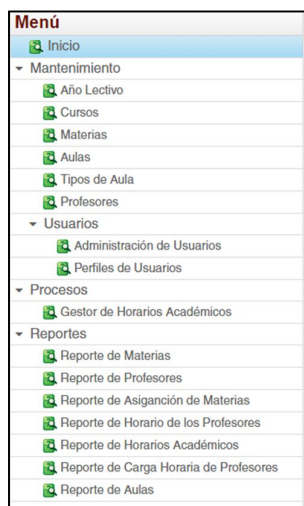 Menú
Inicio
Mantenimiento
Año Lectivo
Cursos
Materias
Aulas
Tipos de Aula
Profesores
Usuarios
Administración de Usuarios
Perfiles de Usuarios
Procesos
Gestor de Horarios Académicos
Reportes
Reporte de Materias
Reporte de Profesores
Reporte de AsigANción de Materias
Reporte de Horario de los Profesores
Reporte de Horarios Académicos
Reporte de Carga Horaria de Profesores
Reporte de Aulas